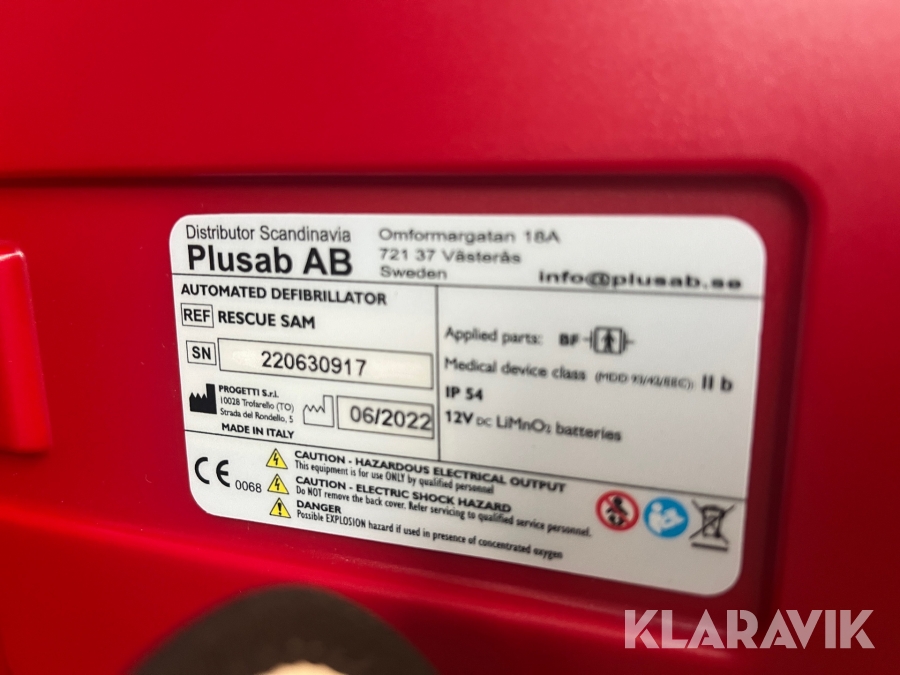 Distributor Scandinavia
Plusab AB
Omformargatan 18A
721 37 Västerås
Sweden
info@plusab.se
AUTOMATED DEFIBRILLATOR
REF RESCUE SAM
SN 220630917
PROGETTI S.r.l.
10028 Trofarello (TO)
Strada del Rondello, 5
06/2022
MADE IN ITALY
Applied parts: BF
Medical device class (MDD 93/42/EEC): II b
IP 54
12V DC LiMnO2 batteries
CE 0068
CAUTION - HAZARDOUS ELECTRICAL OUTPUT
This equipment is for use ONLY by qualified personnel
CAUTION - ELECTRIC SHOCK HAZARD
Do NOT remove the back cover. Refer servicing to qualified service personnel.
DANGER
Possible EXPLOSION hazard if used in presence of concentrated oxygen
KLARAVIK